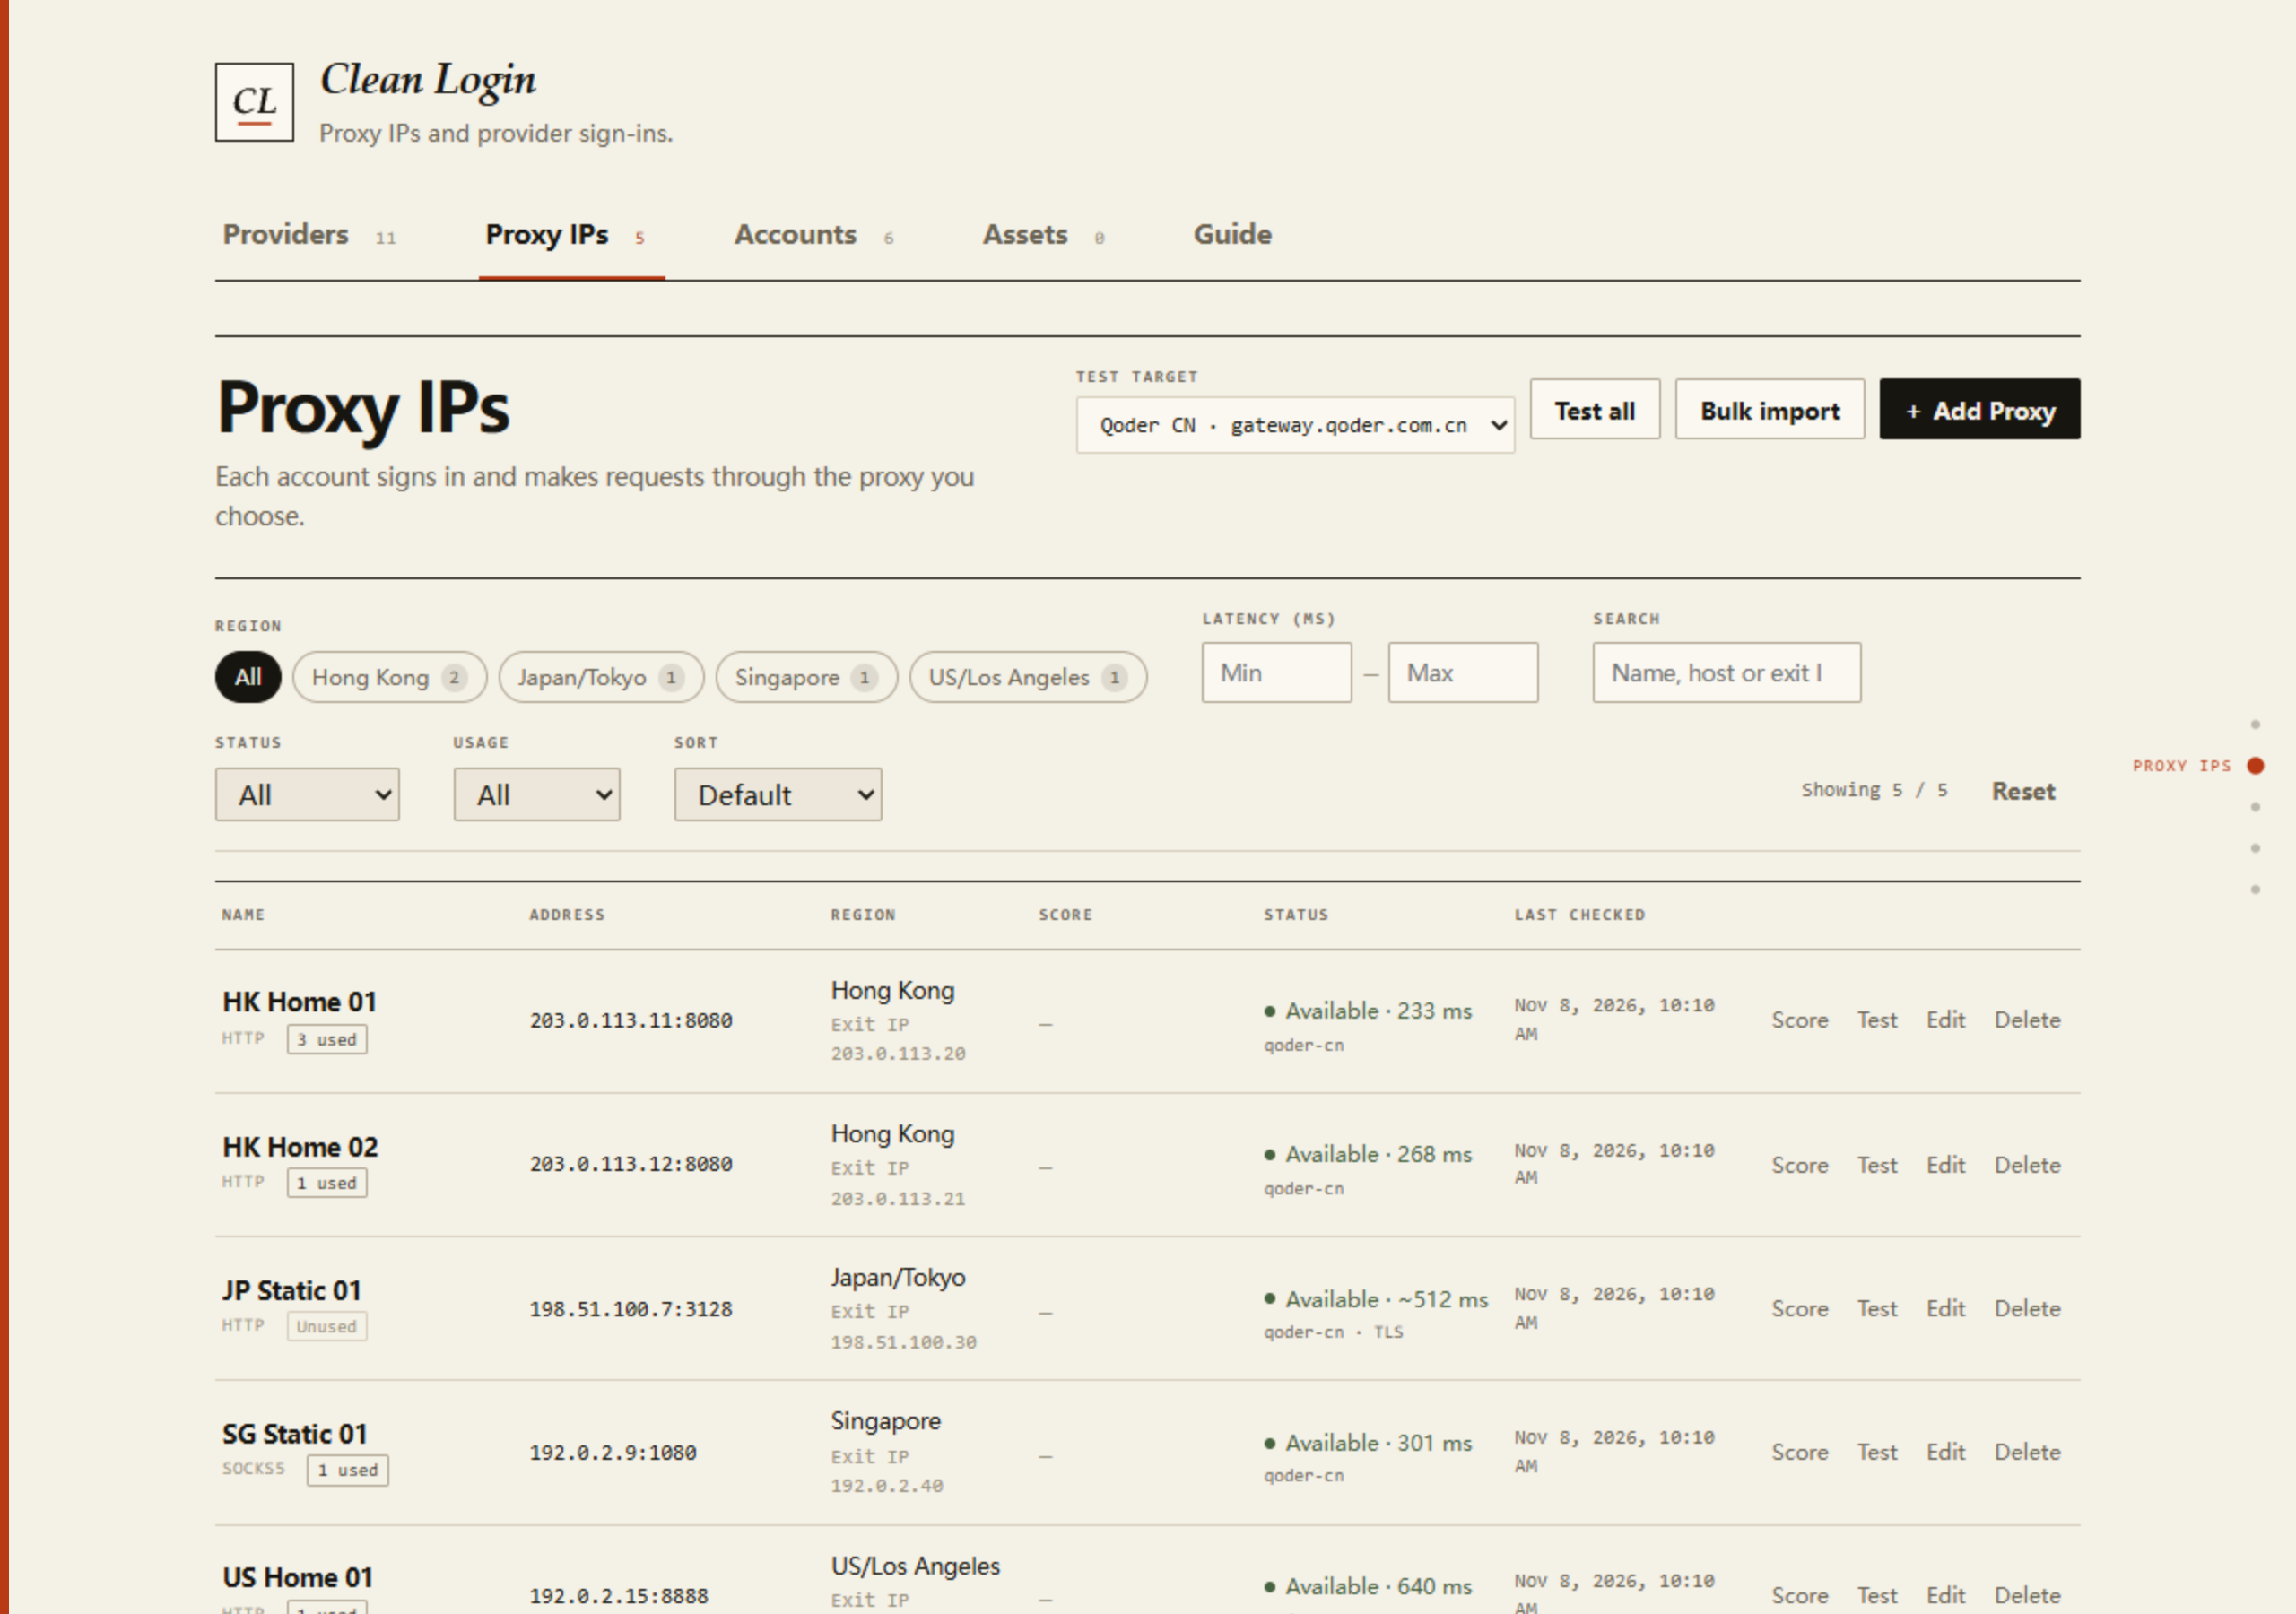 CL
Clean Login
Proxy IPs and provider sign-ins.
Providers 11 Proxy IPs 5 Accounts 6 Assets 0 Guide
Proxy IPs
Each account signs in and makes requests through the proxy you
choose.
TEST TARGET
Qoder CN · gateway.qoder.com.cn
Test all
Bulk import
+ Add Proxy
REGION
All
Hong Kong 2
Japan/Tokyo 1
Singapore 1
US/Los Angeles 1
LATENCY (MS)
Min – Max
SEARCH
Name, host or exit I
STATUS
All
USAGE
All
SORT
Default
Showing 5 / 5
Reset
PROXY IPS
NAME ADDRESS REGION SCORE STATUS LAST CHECKED
HK Home 01
HTTP 3 used
203.0.113.11:8080
Hong Kong
Exit IP
203.0.113.20
—
Available · 233 ms
qoder-cn
Nov 8, 2026, 10:10
AM
Score Test Edit Delete
HK Home 02
HTTP 1 used
203.0.113.12:8080
Hong Kong
Exit IP
203.0.113.21
—
Available · 268 ms
qoder-cn
Nov 8, 2026, 10:10
AM
Score Test Edit Delete
JP Static 01
HTTP Unused
198.51.100.7:3128
Japan/Tokyo
Exit IP
198.51.100.30
—
Available · ~512 ms
qoder-cn · TLS
Nov 8, 2026, 10:10
AM
Score Test Edit Delete
SG Static 01
SOCKS5 1 used
192.0.2.9:1080
Singapore
Exit IP
192.0.2.40
—
Available · 301 ms
qoder-cn
Nov 8, 2026, 10:10
AM
Score Test Edit Delete
US Home 01
HTTP 1 used
192.0.2.15:8888
US/Los Angeles
Exit IP
—
Available · 640 ms
Nov 8, 2026, 10:10
AM
Score Test Edit Delete